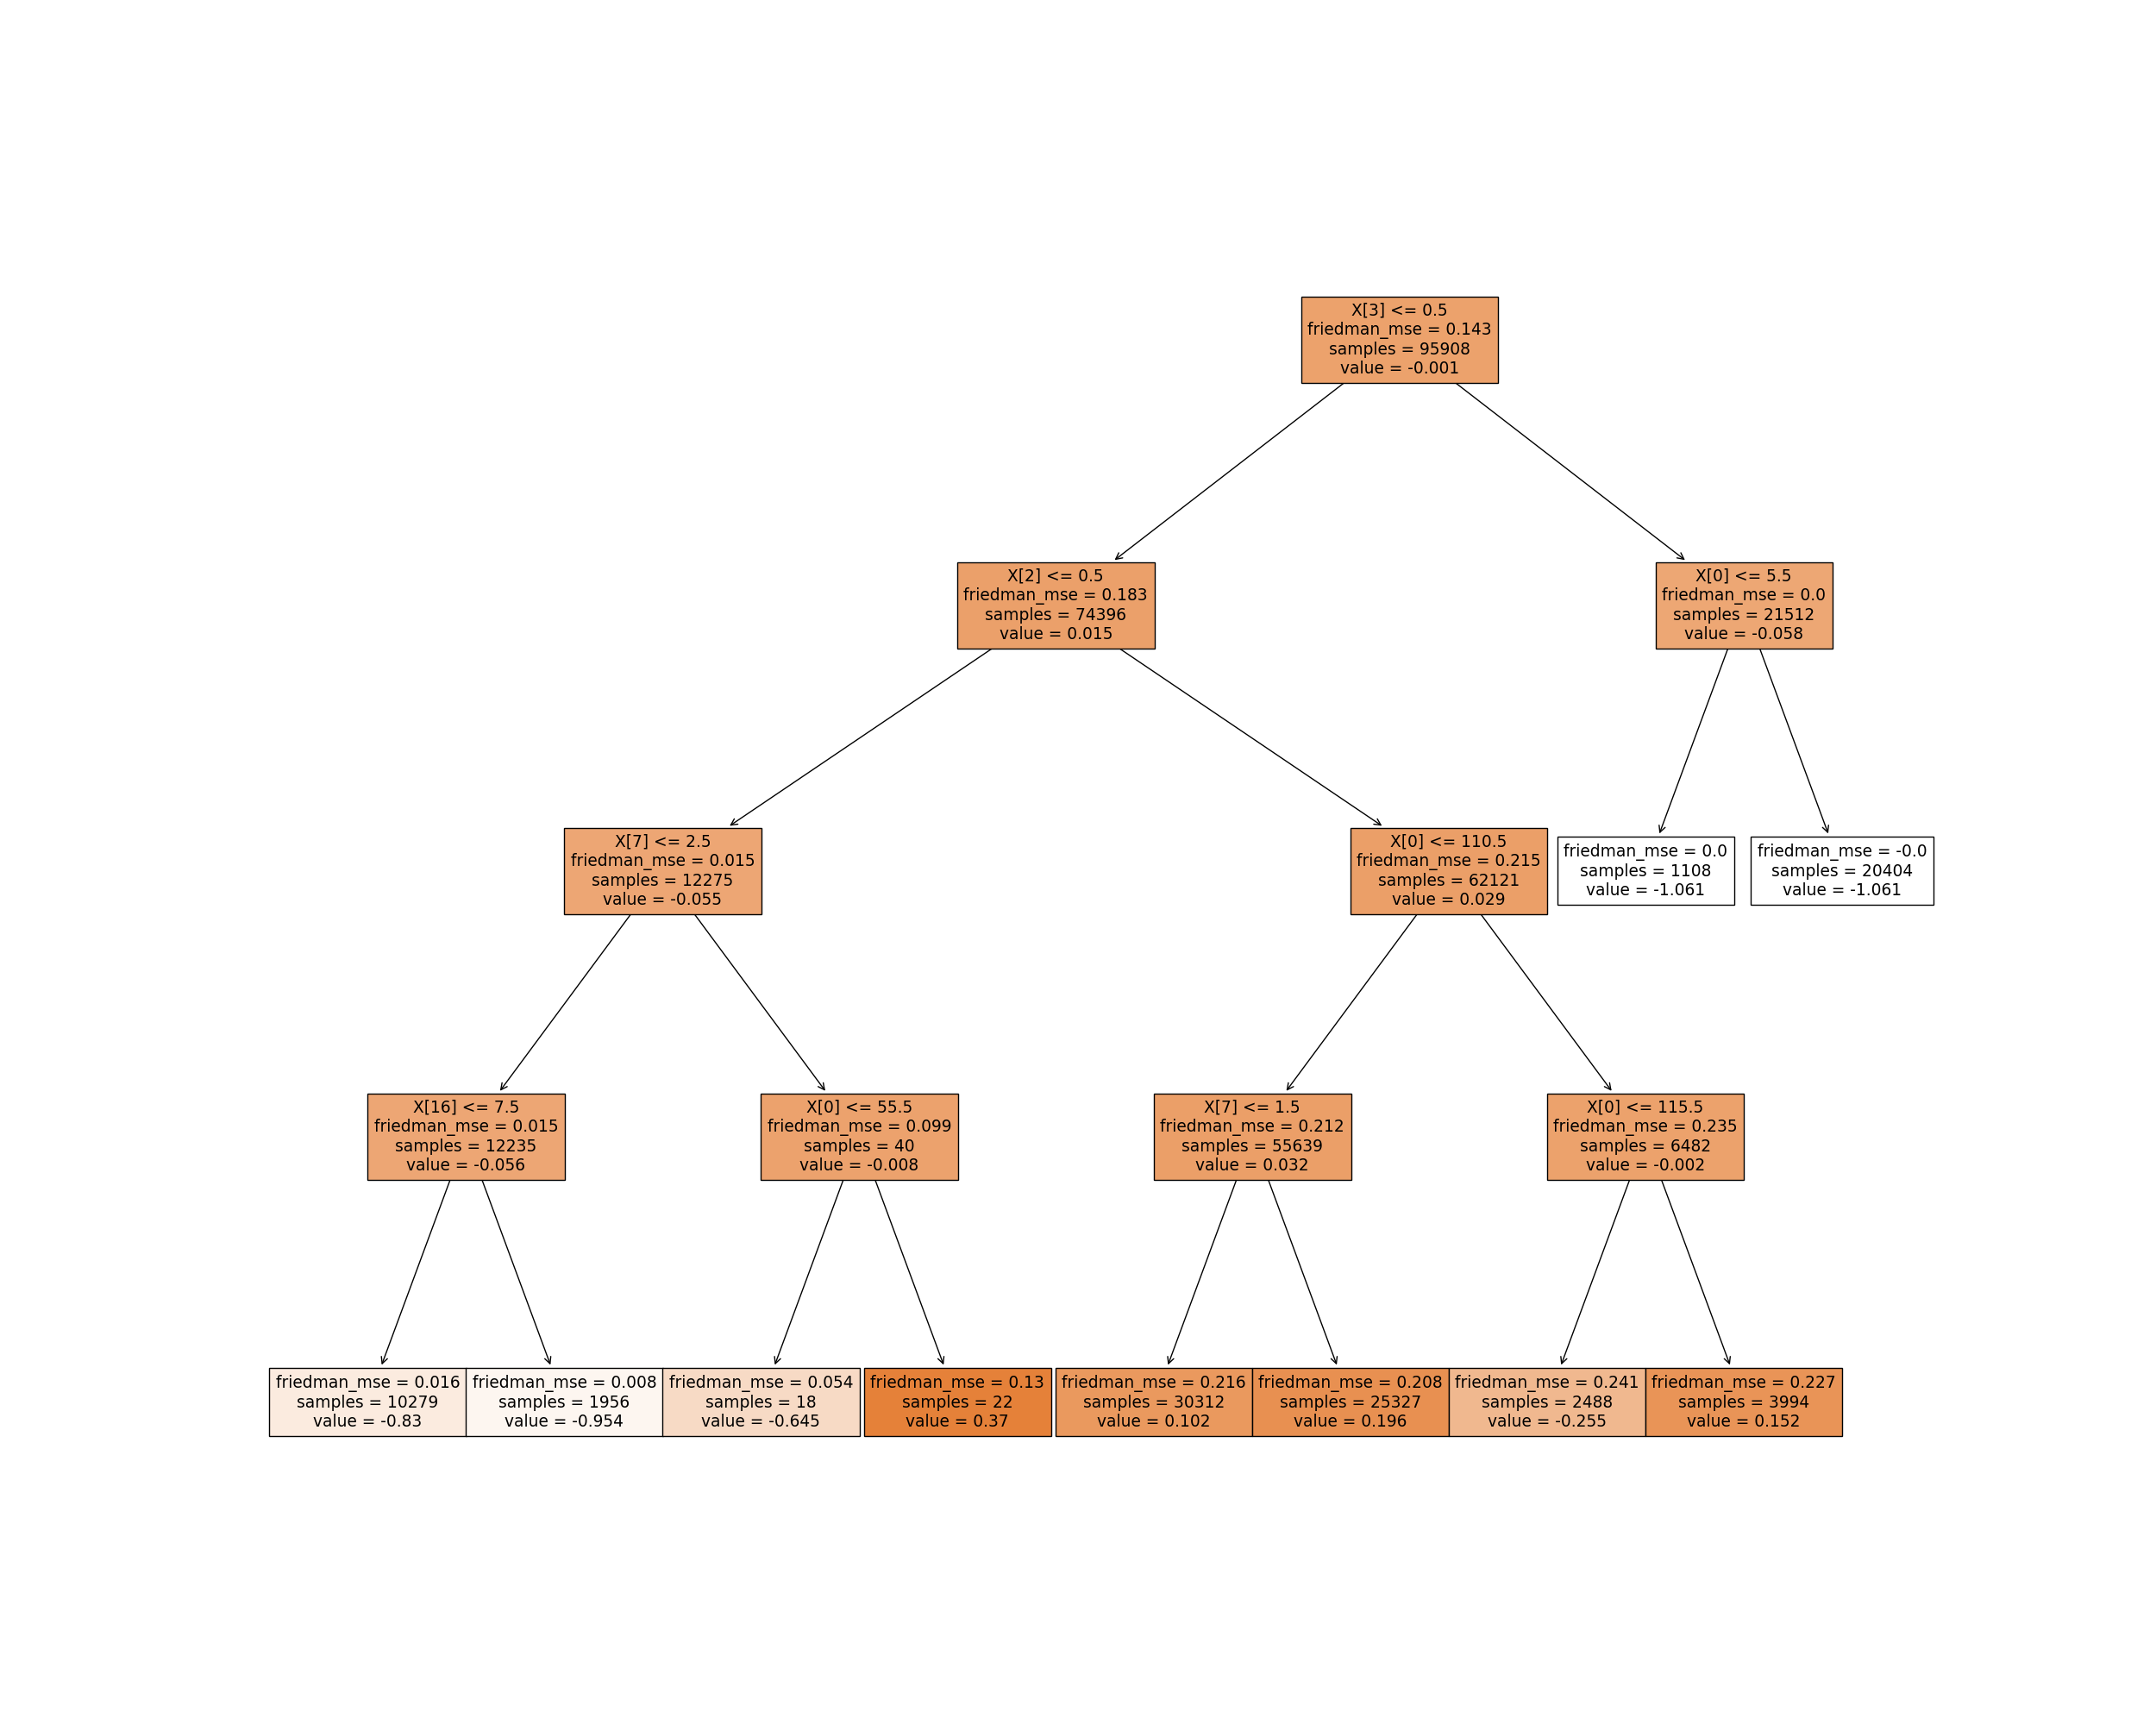 X[3] <= 0.5
friedman_mse = 0.143
samples = 95908
value = -0.001
X[2] <= 0.5
friedman_mse = 0.183
samples = 74396
value = 0.015
X[0] <= 5.5
friedman_mse = 0.0
samples = 21512
value = -0.058
X[7] <= 2.5
friedman_mse = 0.015
samples = 12275
value = -0.055
X[0] <= 110.5
friedman_mse = 0.215
samples = 62121
value = 0.029
friedman_mse = 0.0
samples = 1108
value = -1.061
friedman_mse = -0.0
samples = 20404
value = -1.061
X[16] <= 7.5
friedman_mse = 0.015
samples = 12235
value = -0.056
X[0] <= 55.5
friedman_mse = 0.099
samples = 40
value = -0.008
X[7] <= 1.5
friedman_mse = 0.212
samples = 55639
value = 0.032
X[0] <= 115.5
friedman_mse = 0.235
samples = 6482
value = -0.002
friedman_mse = 0.016
samples = 10279
value = -0.83
friedman_mse = 0.008
samples = 1956
value = -0.954
friedman_mse = 0.054
samples = 18
value = -0.645
friedman_mse = 0.13
samples = 22
value = 0.37
friedman_mse = 0.216
samples = 30312
value = 0.102
friedman_mse = 0.208
samples = 25327
value = 0.196
friedman_mse = 0.241
samples = 2488
value = -0.255
friedman_mse = 0.227
samples = 3994
value = 0.152